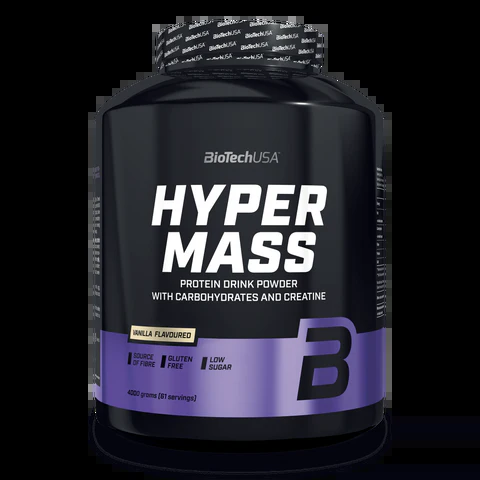 BioTechUSA
HYPER
MASS
PROTEIN DRINK POWDER
WITH CARBOHYDRATES AND CREATINE
VANILLA FLAVOURED
SOURCE
OF FIBRE
GLUTEN
FREE
LOW
SUGAR
B
4000 grams (61 servings)